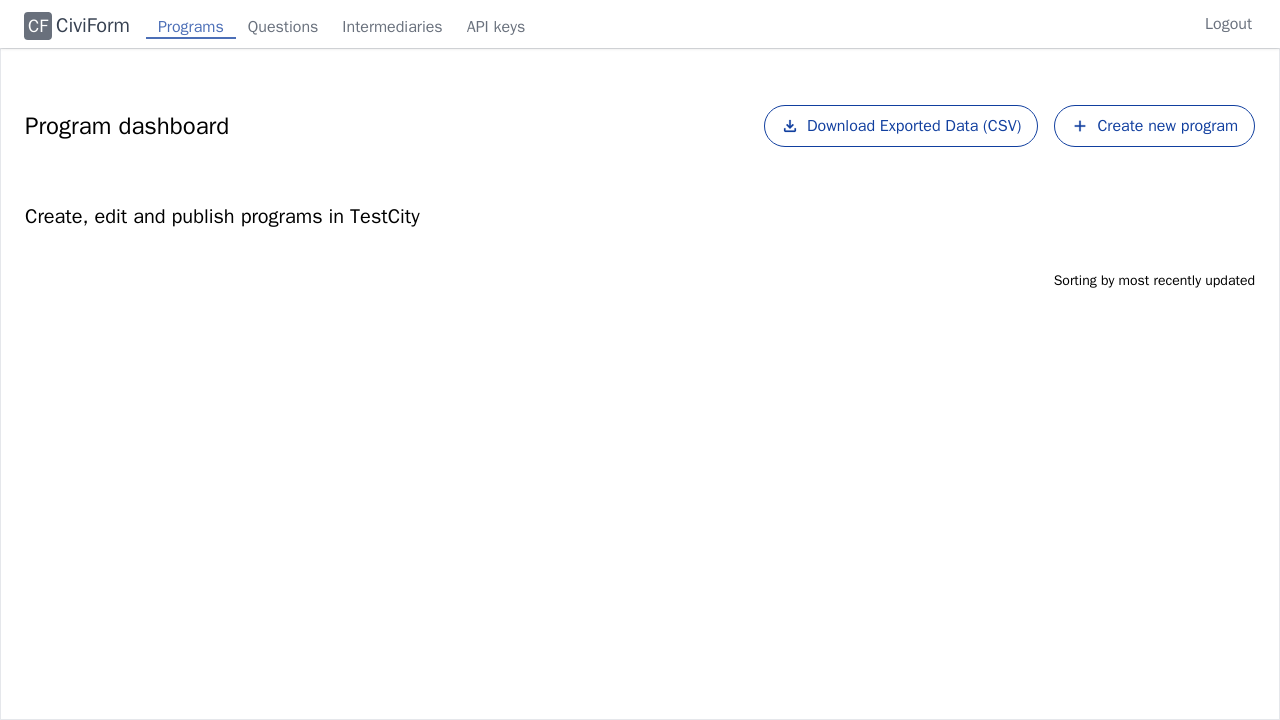 CF CiviForm Programs Questions Intermediaries API keys Logout
Program dashboard Download Exported Data (CSV) Create new program
Create, edit and publish programs in TestCity
Sorting by most recently updated